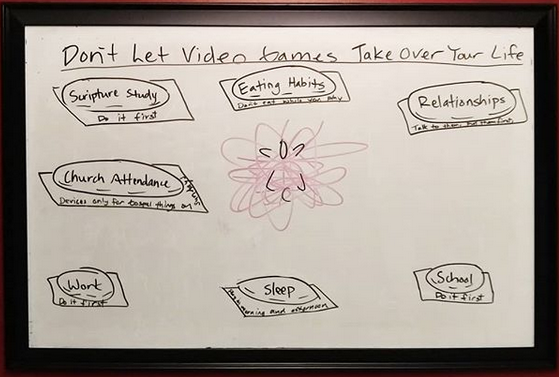 Don't Let Video Games Take Over Your Life
Scripture Study
Do it first
Eating Habits
Don't eat while you play
Relationships
Talk to them, put them first
Church Attendance
Devices only for Gospel things on
Work
Do it first
Sleep
morning and afternoon
School
Do it first